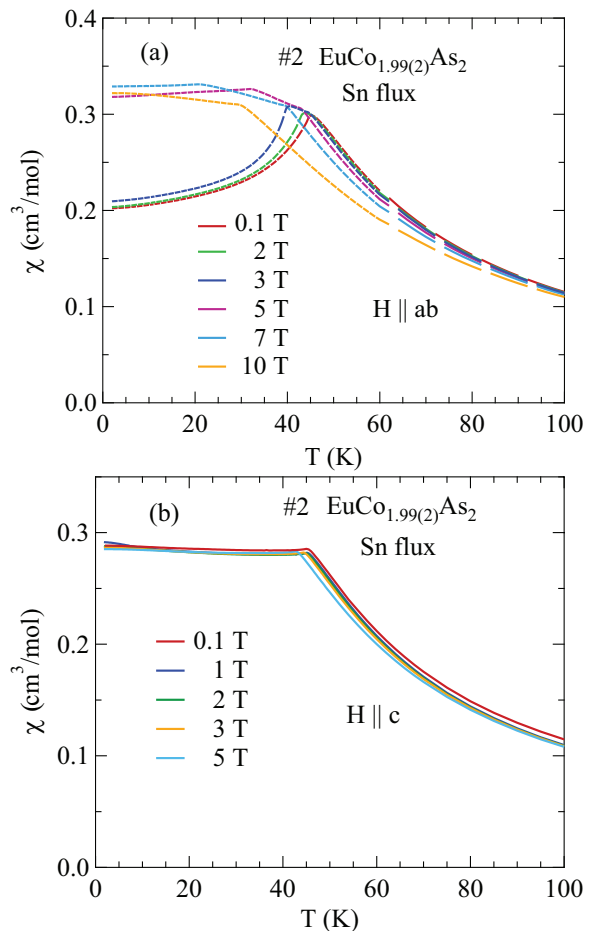 0.4
(a)
#2 EuCo1.99(2)As2
Sn flux
0.3
0.2
0.1
0.0
χ (cm3/mol)
0.1 T
2 T
3 T
5 T
7 T
10 T
H || ab
0 20 40 60 80 100
T (K)
(b)
#2 EuCo1.99(2)As2
Sn flux
0.3
0.2
0.1
0.0
χ (cm3/mol)
0.1 T
1 T
2 T
3 T
5 T
H || c
0 20 40 60 80 100
T (K)